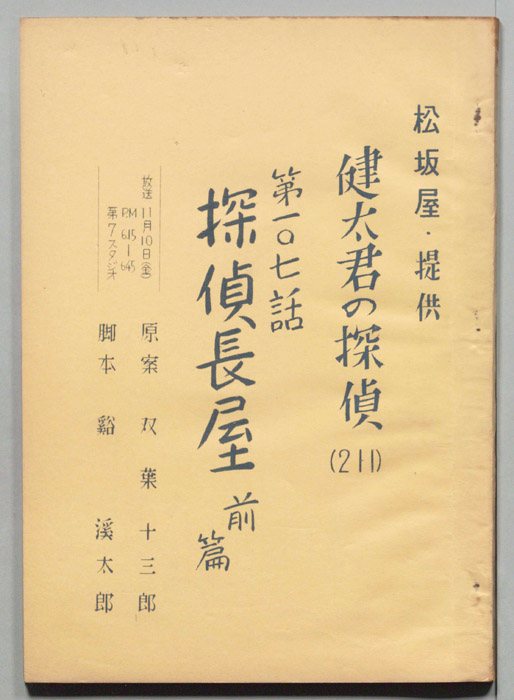 松坂屋・提供
健太君の探偵
(211)
第一〇七話
探偵長屋 前篇
放送 11月10日(金)
P.M 6.15―6.45
第7スタジオ
原案 双葉十三郎
脚本 谿渓太郎